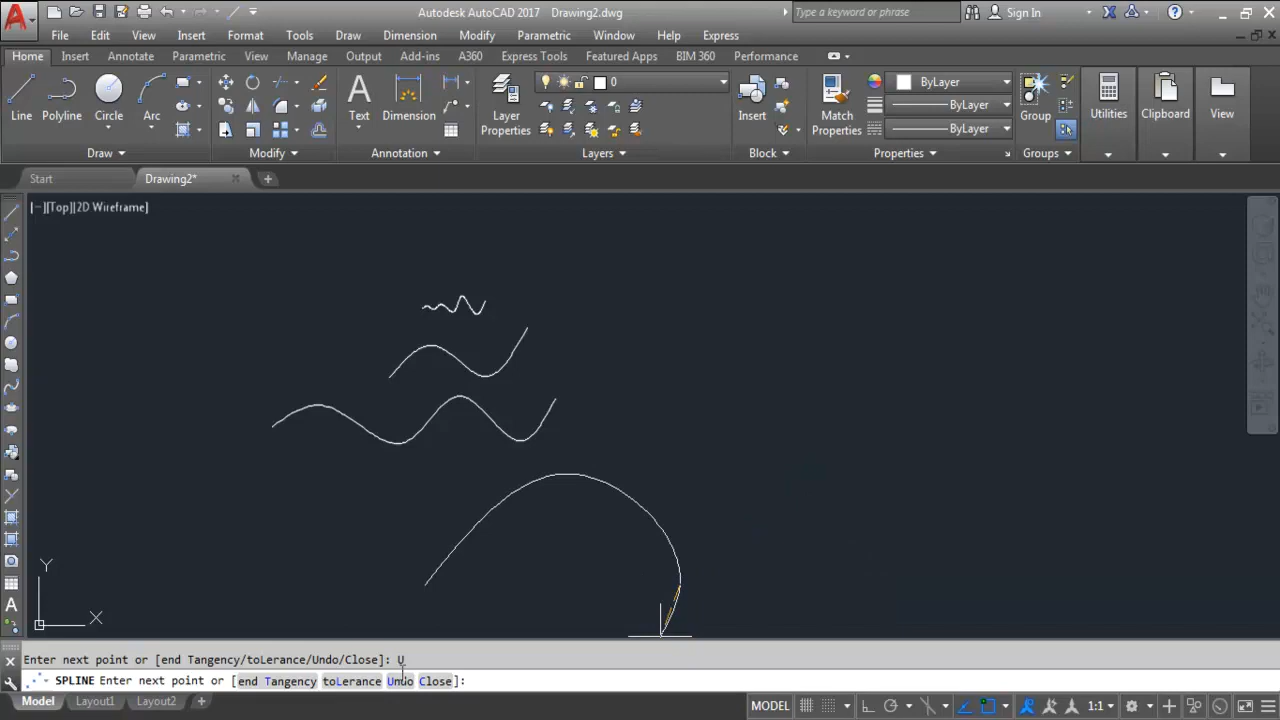 Autodesk AutoCAD 2017 Drawing2.dwg
Type a keyword or phrase
Sign In
File Edit View Insert Format Tools Draw Dimension Modify Parametric Window Help Express
Home Insert Annotate Parametric View Manage Output Add-ins A360 Express Tools Featured Apps BIM 360 Performance
0
ByLayer
ByLayer
ByLayer
Line Polyline Circle Arc Text Dimension Layer Properties Insert Match Properties Group Utilities Clipboard View
Draw Modify Annotation Layers Block Properties Groups
Start Drawing2*
[−][Top][2D Wireframe]
Y
X
Enter next point or [end Tangency/toLerance/Undo/Close]: U
SPLINE Enter next point or [end Tangency toLerance Undo Close]:
Model Layout1 Layout2 +
MODEL 1:1